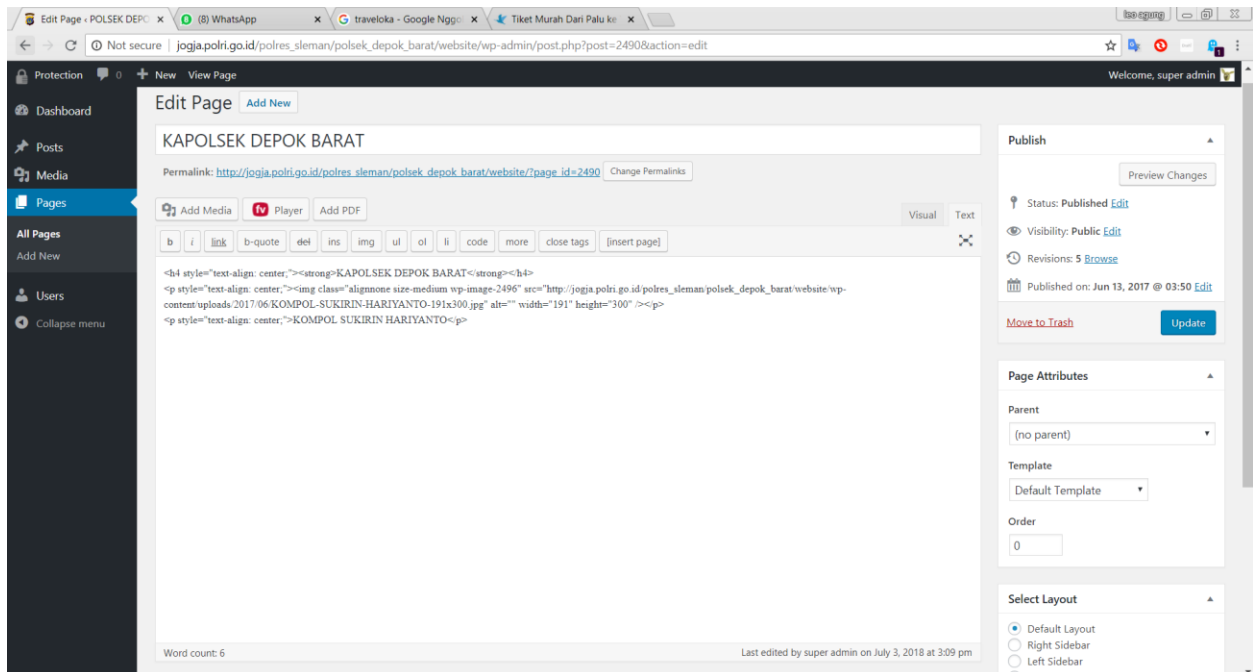 Edit Page ‹ POLSEK DEPO
(8) WhatsApp
traveloka - Google Nggo
Tiket Murah Dari Palu ke
Not secure | jogja.polri.go.id/polres_sleman/polsek_depok_barat/website/wp-admin/post.php?post=2490&action=edit
Protection 0 + New View Page
Welcome, super admin
Dashboard
Posts
Media
Pages
All Pages
Add New
Users
Collapse menu
Edit Page Add New
KAPOLSEK DEPOK BARAT
Permalink: http://jogja.polri.go.id/polres_sleman/polsek_depok_barat/website/?page_id=2490 Change Permalinks
Add Media fv Player Add PDF
Visual Text
b i link b-quote del ins img ul ol li code more close tags [insert page]
<h4 style="text-align: center;"><strong>KAPOLSEK DEPOK BARAT</strong></h4>
<p style="text-align: center;"><img class="alignnone size-medium wp-image-2496" src="http://jogja.polri.go.id/polres_sleman/polsek_depok_barat/website/wp-
content/uploads/2017/06/KOMPOL-SUKIRIN-HARIYANTO-191x300.jpg" alt="" width="191" height="300" /></p>
<p style="text-align: center;">KOMPOL SUKIRIN HARIYANTO</p>
Word count: 6
Last edited by super admin on July 3, 2018 at 3:09 pm
Publish
Preview Changes
Status: Published Edit
Visibility: Public Edit
Revisions: 5 Browse
Published on: Jun 13, 2017 @ 03:50 Edit
Move to Trash Update
Page Attributes
Parent
(no parent)
Template
Default Template
Order
0
Select Layout
Default Layout
Right Sidebar
Left Sidebar